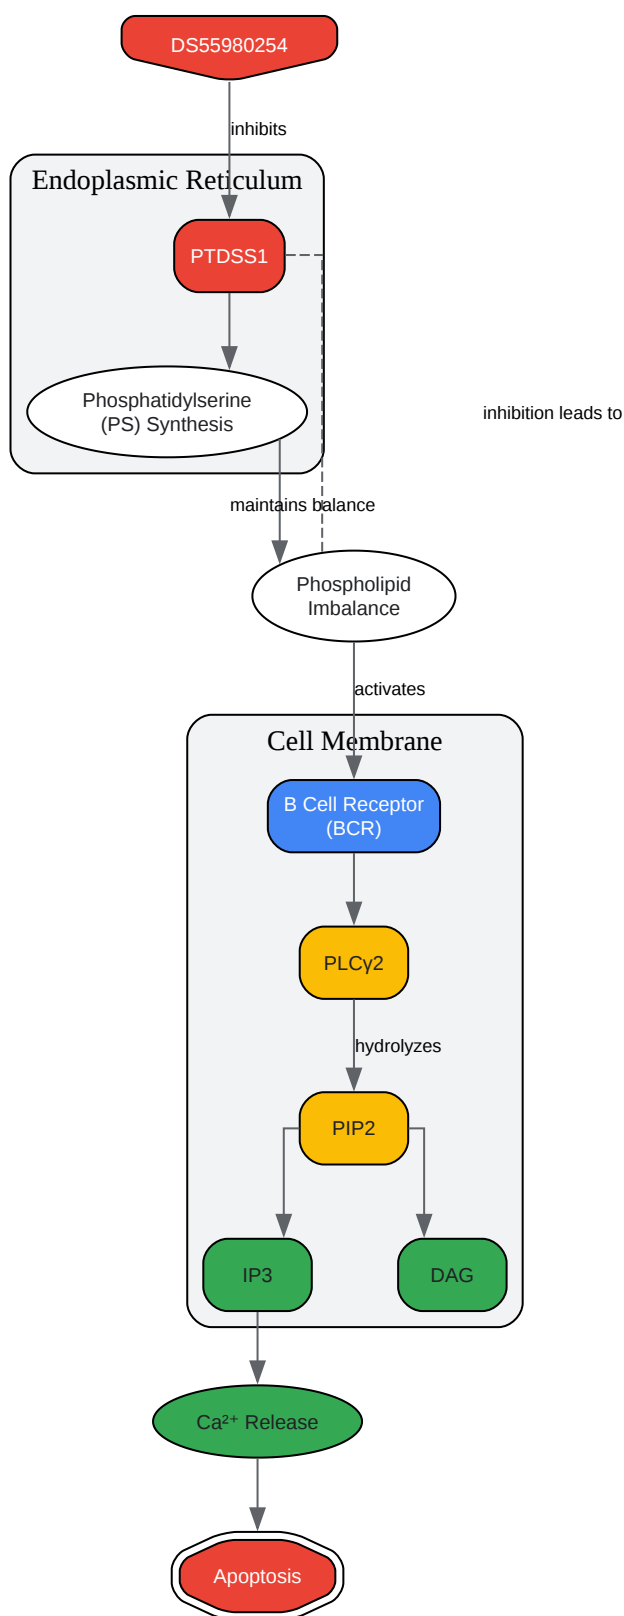 DS55980254
inhibits
Endoplasmic Reticulum
PTDSS1
Phosphatidylserine
(PS) Synthesis
inhibition leads to
maintains balance
Phospholipid
Imbalance
activates
Cell Membrane
B Cell Receptor
(BCR)
PLCγ2
hydrolyzes
PIP2
IP3
DAG
Ca²⁺ Release
Apoptosis